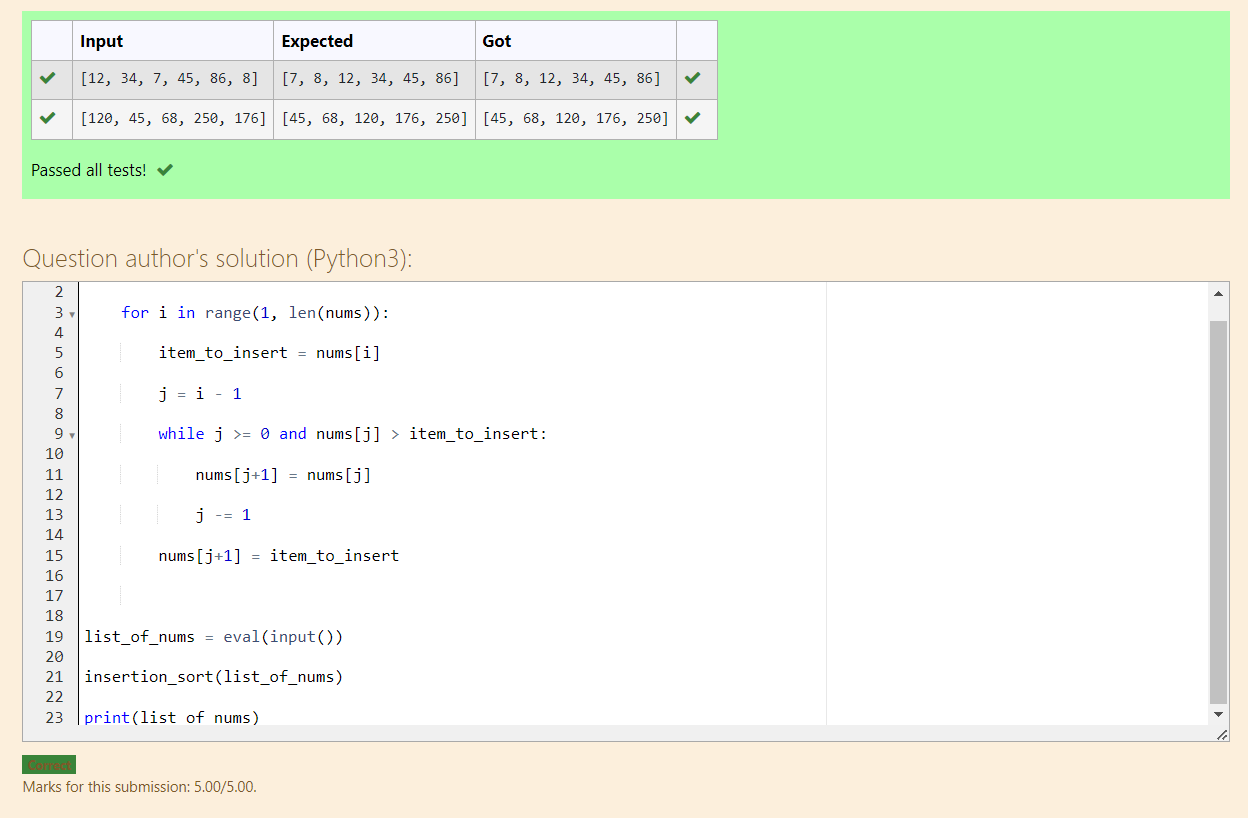 Input Expected Got
[12, 34, 7, 45, 86, 8] [7, 8, 12, 34, 45, 86] [7, 8, 12, 34, 45, 86]
[120, 45, 68, 250, 176] [45, 68, 120, 176, 250] [45, 68, 120, 176, 250]
Passed all tests!
Question author's solution (Python3):
2
3 for i in range(1, len(nums)):
4
5 item_to_insert = nums[i]
6
7 j = i - 1
8
9 while j >= 0 and nums[j] > item_to_insert:
10
11 nums[j+1] = nums[j]
12
13 j -= 1
14
15 nums[j+1] = item_to_insert
16
17
18
19 list_of_nums = eval(input())
20
21 insertion_sort(list_of_nums)
22
23 print(list_of_nums)
Correct
Marks for this submission: 5.00/5.00.